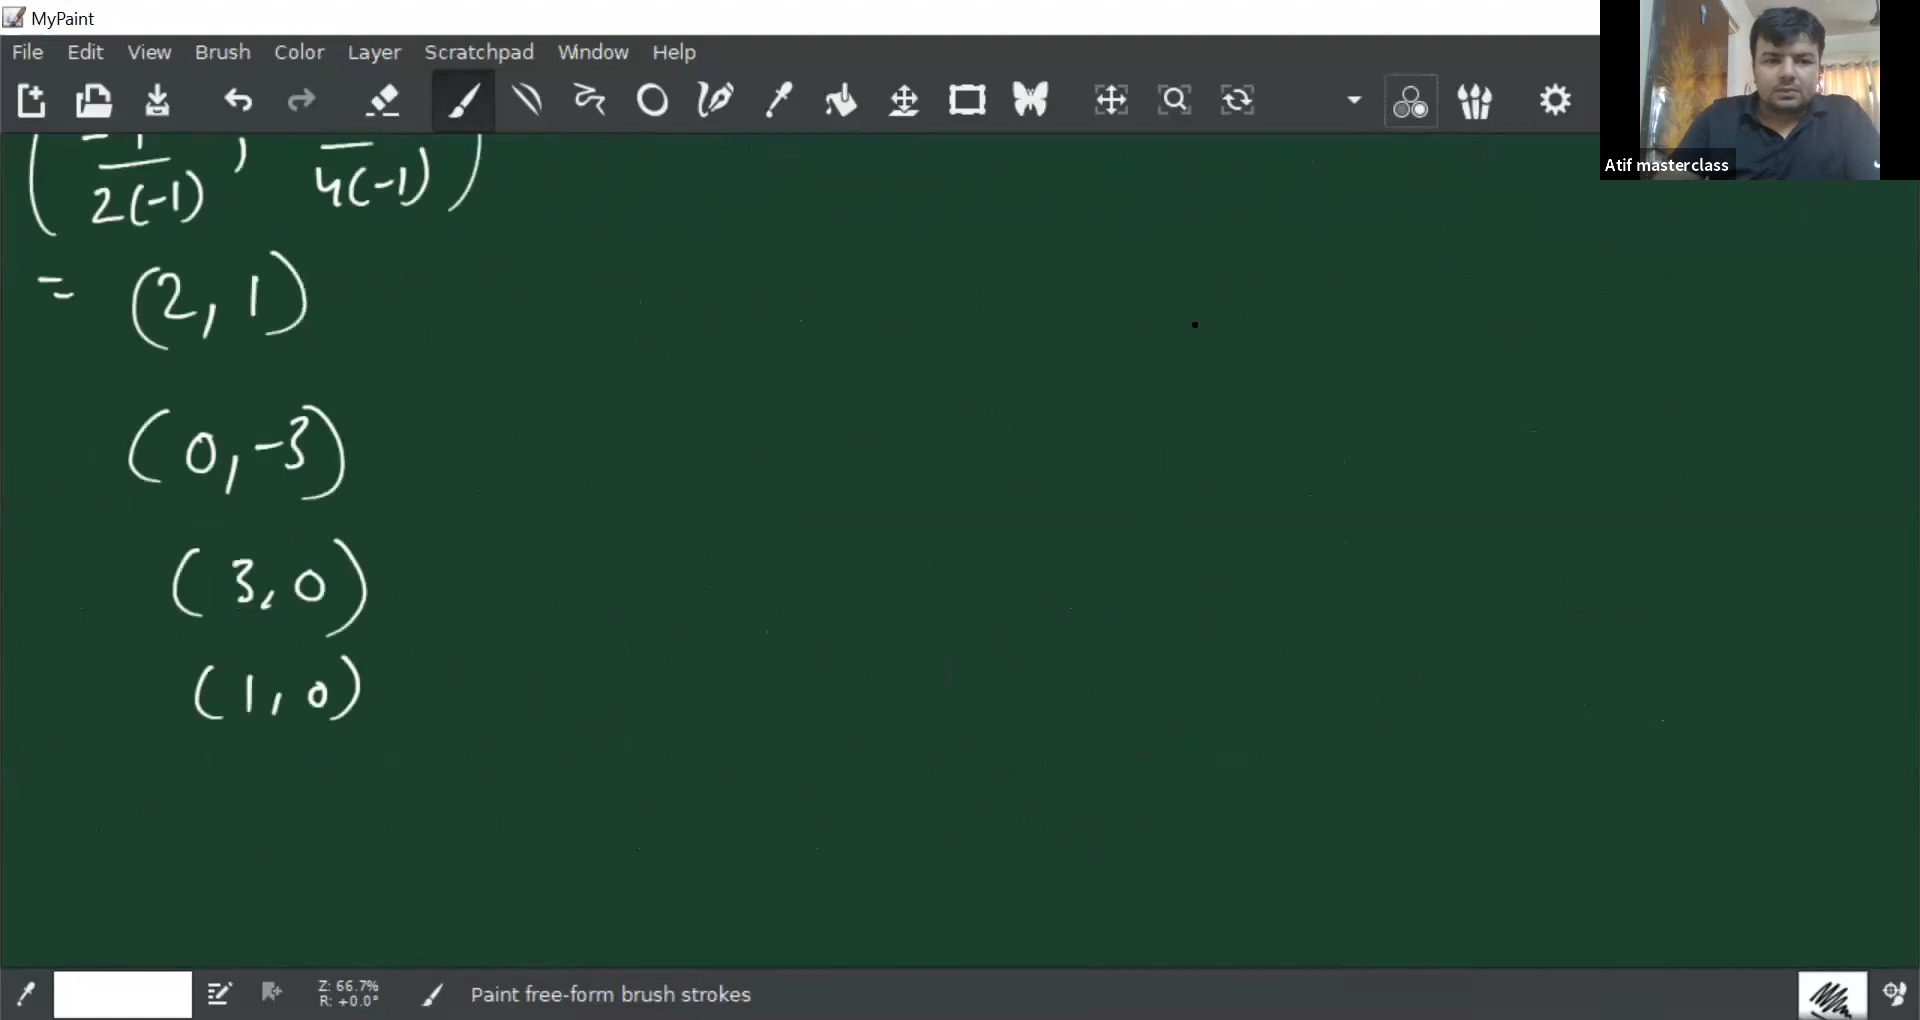 MyPaint
File Edit View Brush Color Layer Scratchpad Window Help
Atif masterclass
2(-1) , 4(-1)
= (2, 1)
(0, -3)
(3, 0)
(1, 0)
Z: 66.7%
R: +0.0°
Paint free-form brush strokes